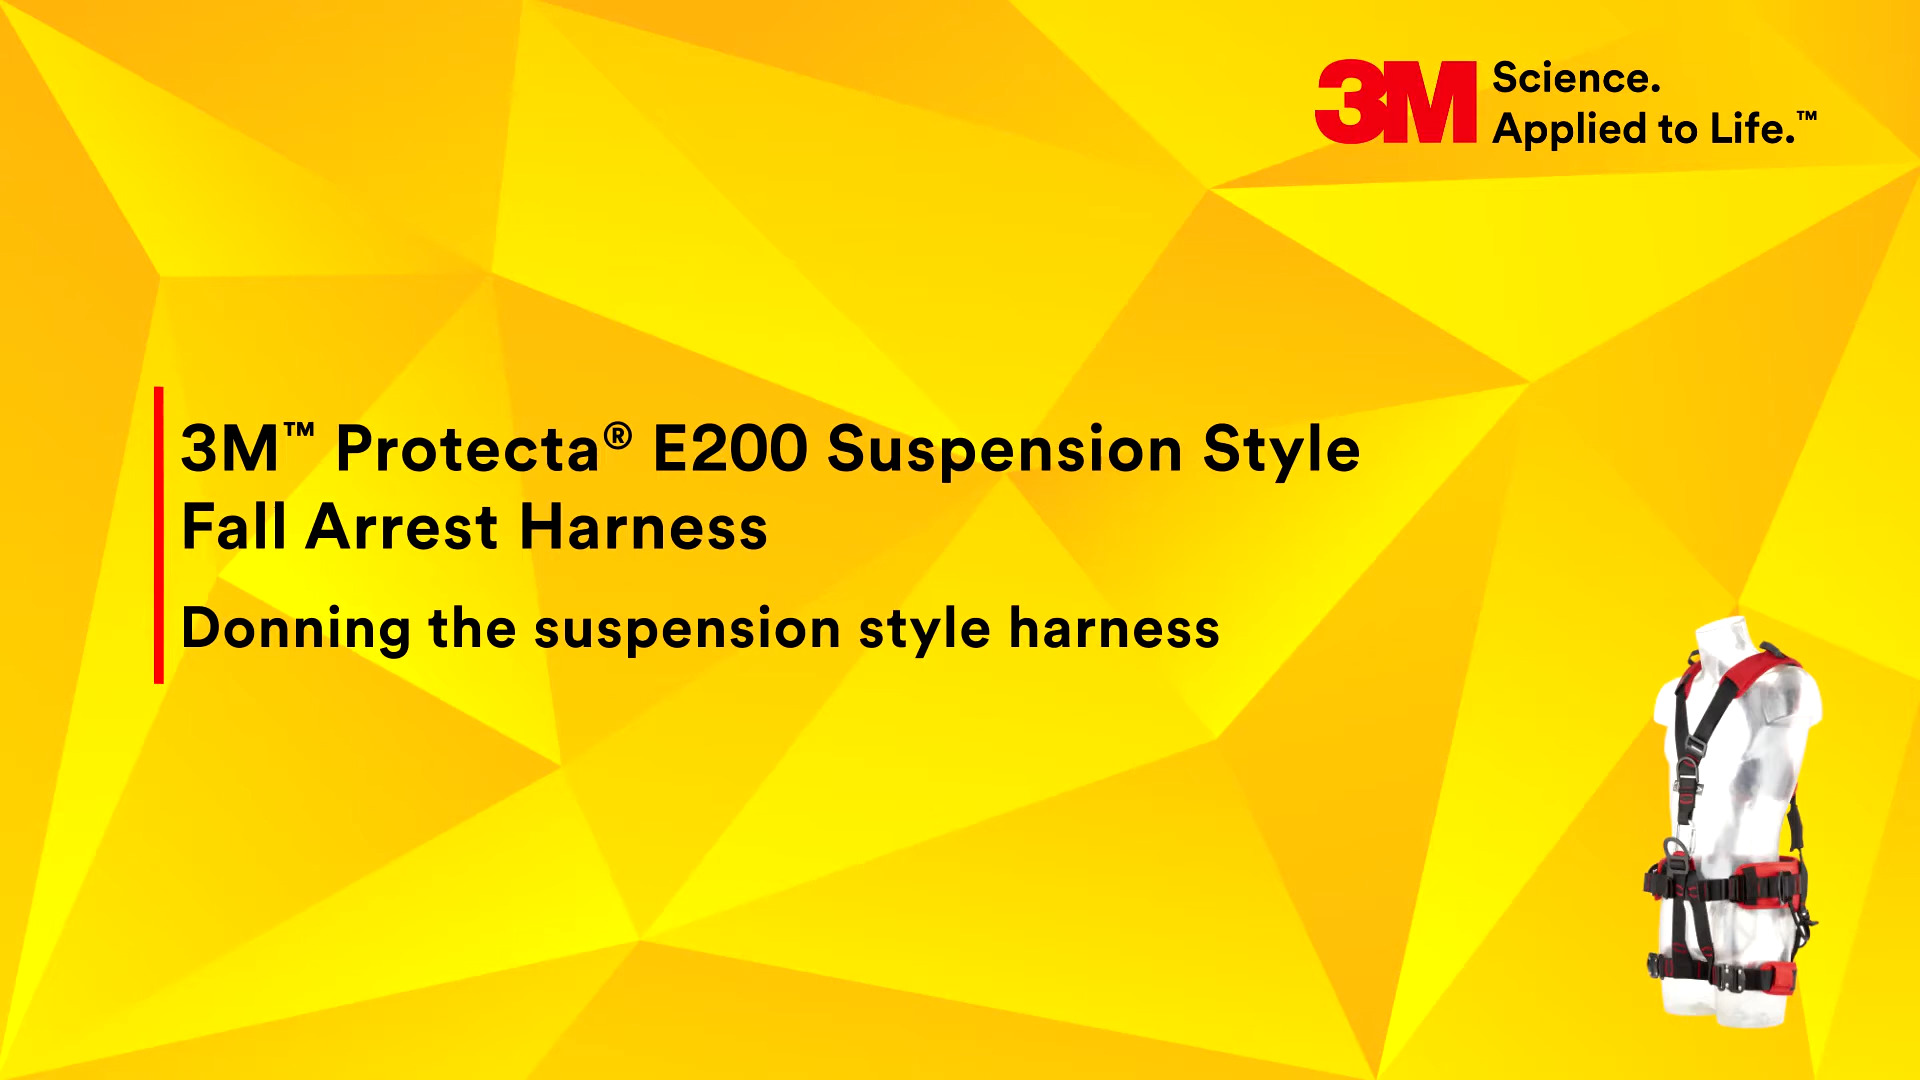 3M Science.
Applied to Life.™
3M™ Protecta® E200 Suspension Style
Fall Arrest Harness
Donning the suspension style harness